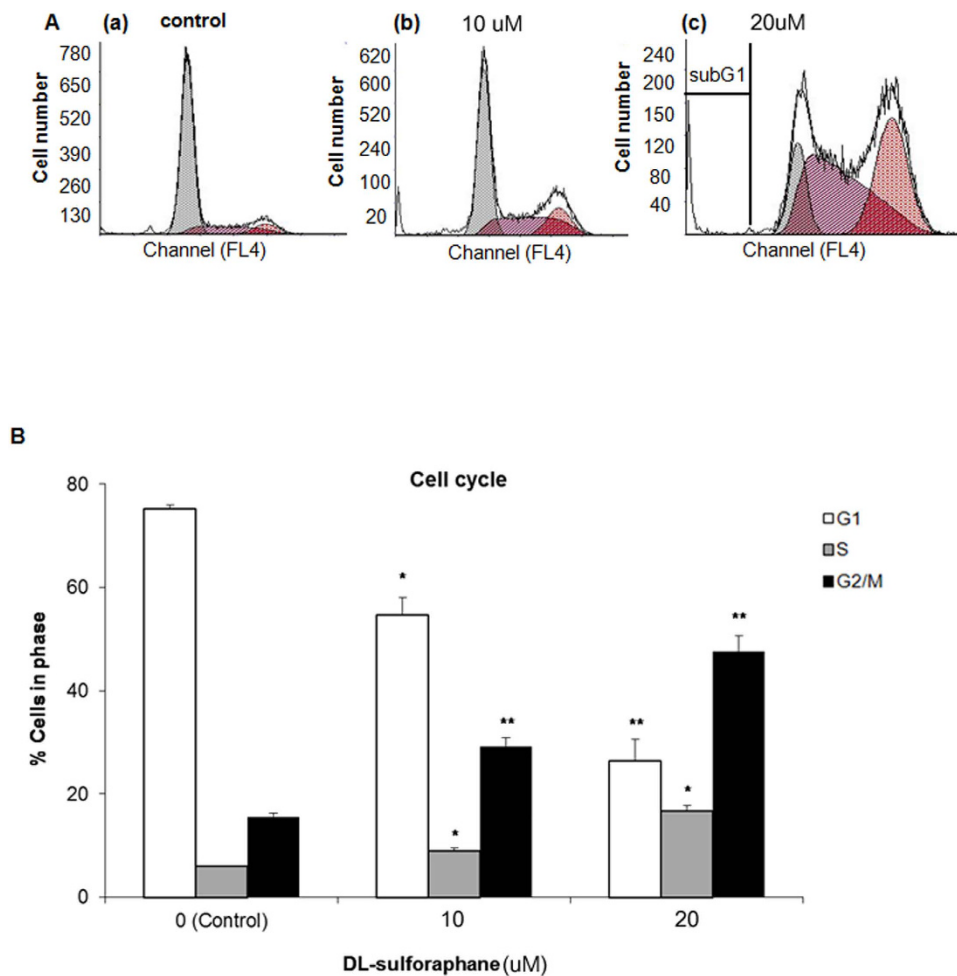 A (a) control
780
650
520
390
260
130
Cell number
Channel (FL4)
(b) 10 uM
620
600
520
240
100
20
Cell number
Channel (FL4)
(c) 20uM
subG1
240
200
150
120
80
40
Cell number
Channel (FL4)
B
Cell cycle
80
60
40
20
0
% Cells in phase
G1
S
G2/M
*
*
**
**
*
**
0 (Control)
10
20
DL-sulforaphane(uM)